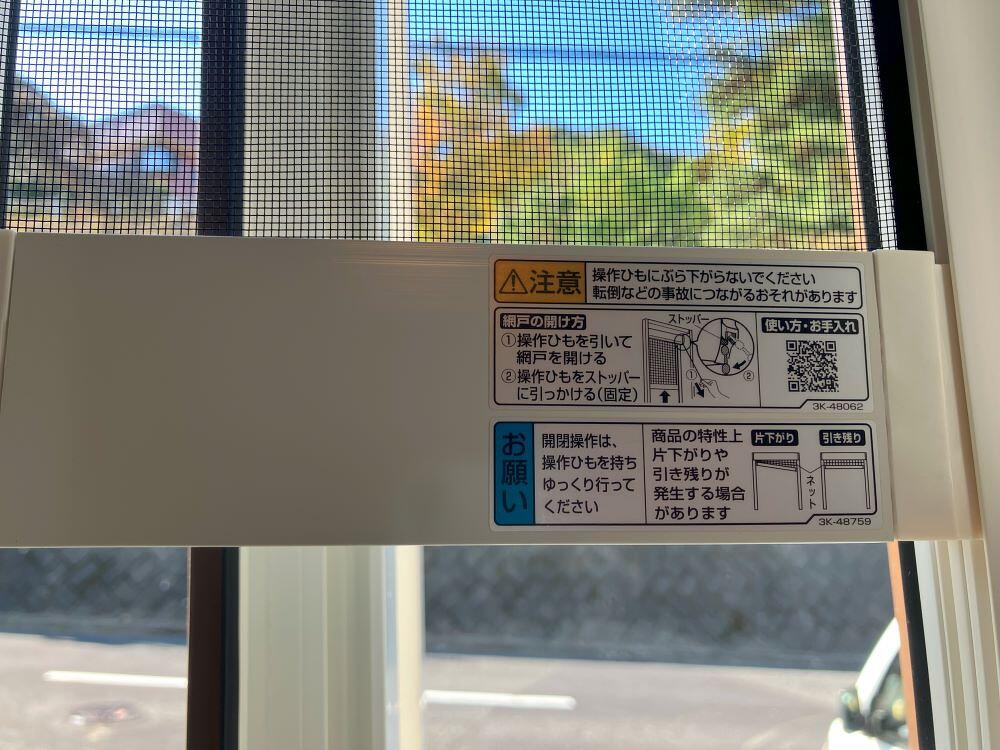 注意
操作ひもにぶら下がらないでください
転倒などの事故につながるおそれがあります
網戸の開け方
①操作ひもを引いて
網戸を開ける
②操作ひもをストッパー
に引っかける(固定)
ストッパー
①
②
使い方・お手入れ
3K-48062
お願い
開閉操作は、
操作ひもを持ち
ゆっくり行って
ください
商品の特性上
片下がりや
引き残りが
発生する場合
があります
片下がり
引き残り
ネット
3K-48759